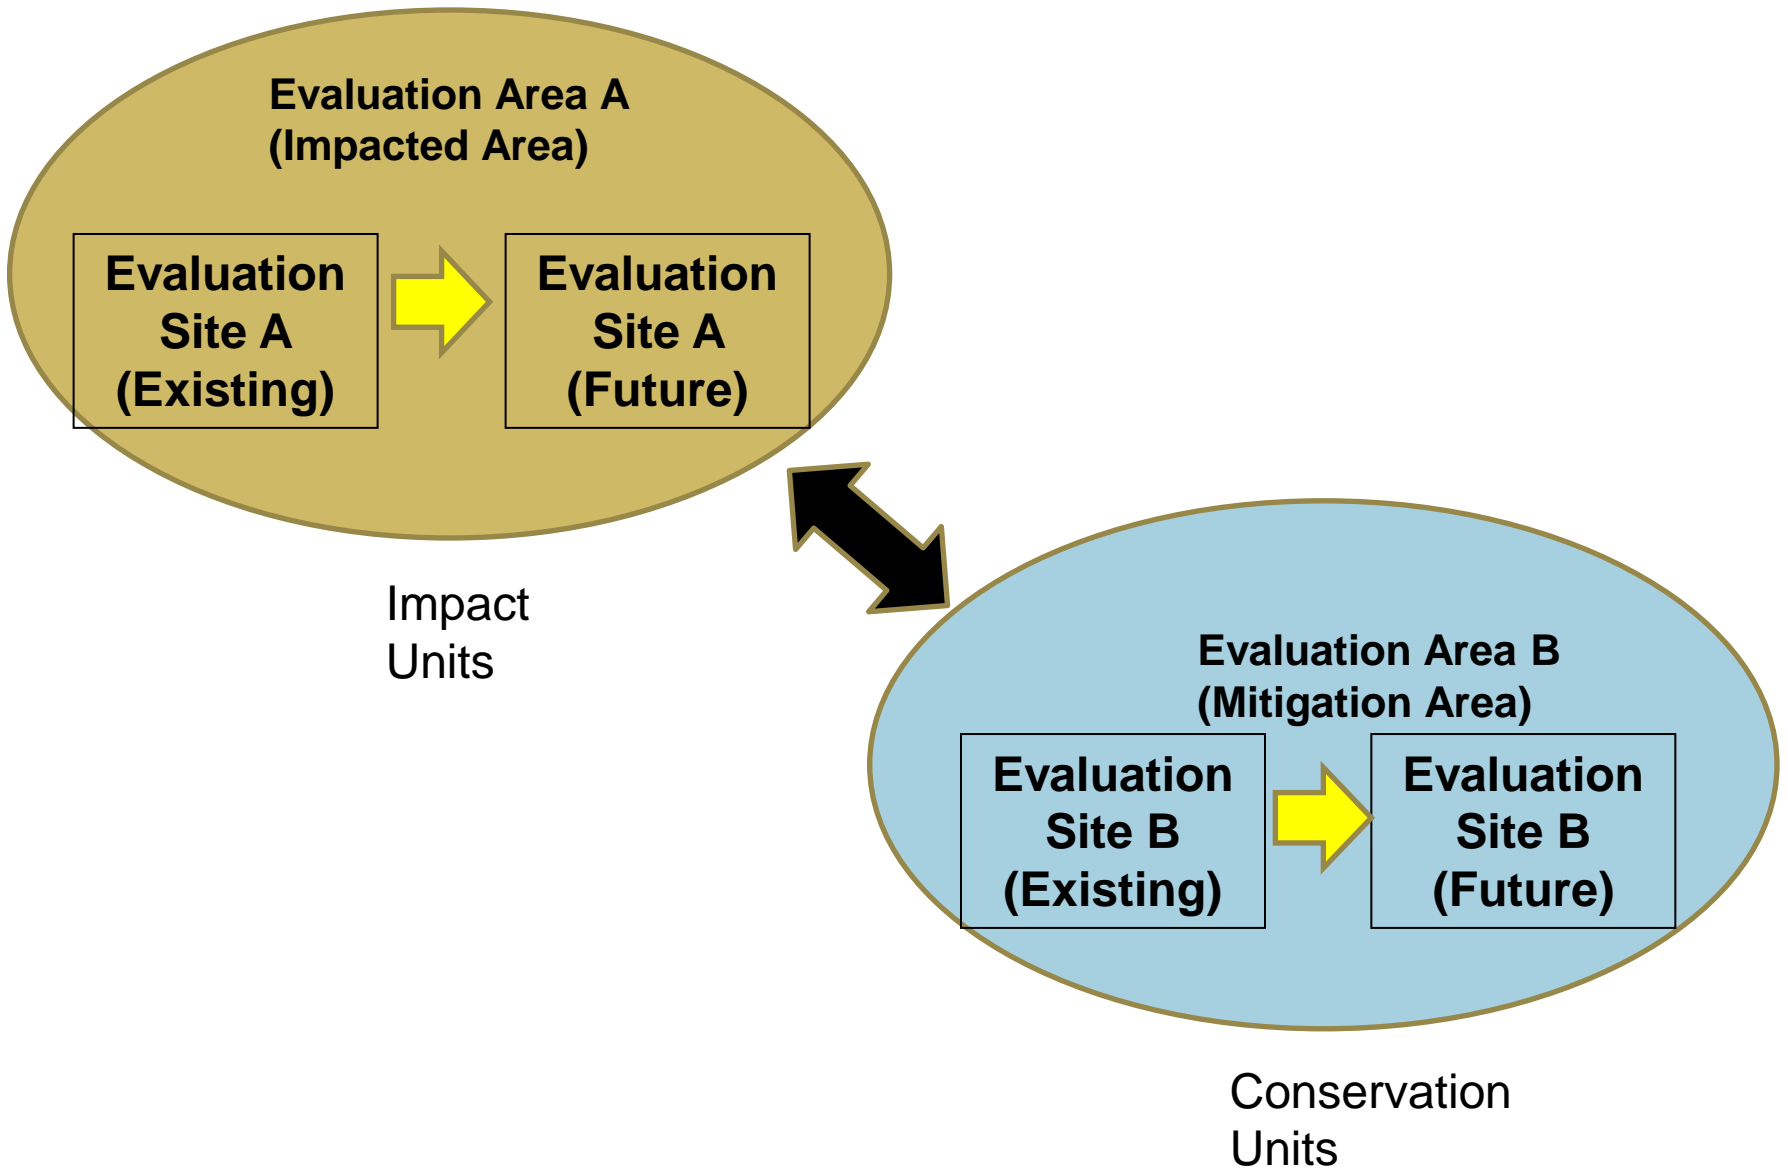 Evaluation Area A
(Impacted Area)
Evaluation
Site A
(Existing)
Evaluation
Site A
(Future)
Impact
Units
Evaluation Area B
(Mitigation Area)
Evaluation
Site B
(Existing)
Evaluation
Site B
(Future)
Conservation
Units